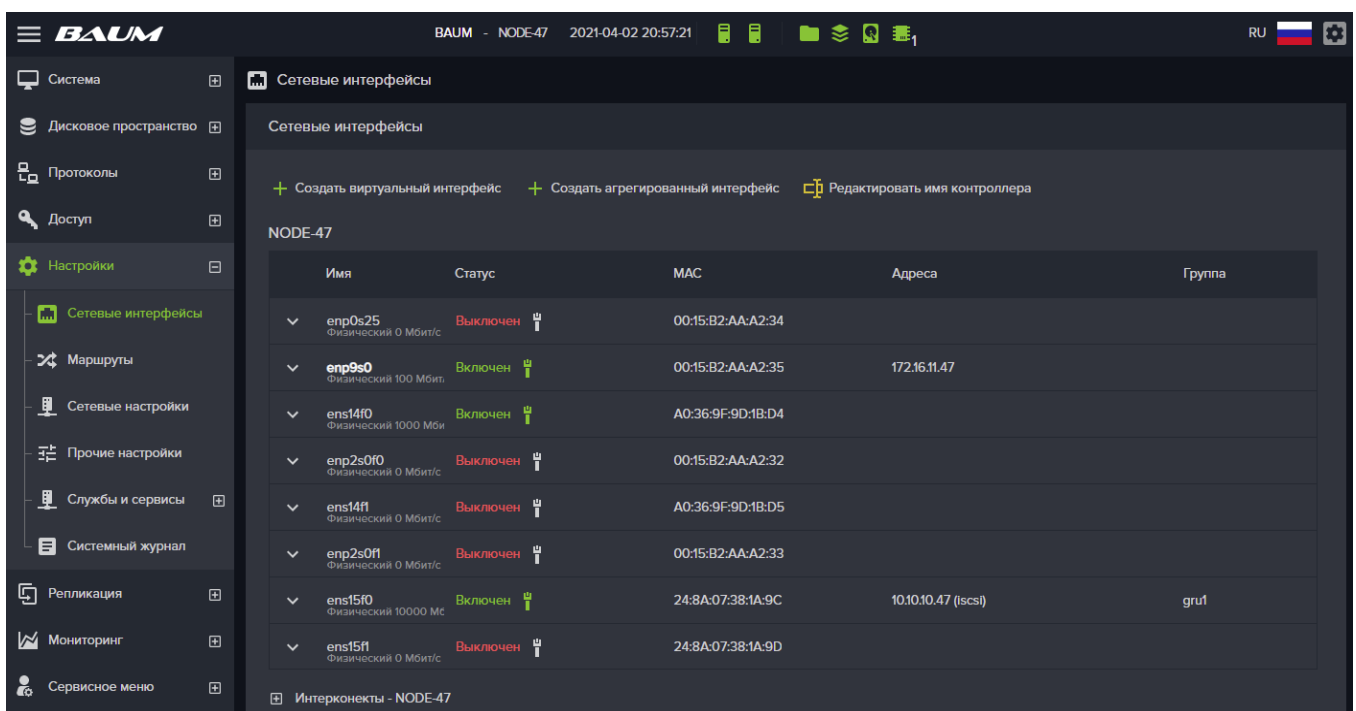 BAUM
BAUM - NODE-47 2021-04-02 20:57:21 1 RU
Система
Дисковое пространство
Протоколы
Доступ
Настройки
Сетевые интерфейсы
Маршруты
Сетевые настройки
Прочие настройки
Службы и сервисы
Системный журнал
Репликация
Мониторинг
Сервисное меню
Сетевые интерфейсы
Сетевые интерфейсы
Создать виртуальный интерфейс Создать агрегированный интерфейс Редактировать имя контроллера
NODE-47
Имя Статус MAC Адреса Группа
enp0s25 Выключен 00:15:B2:AA:A2:34
Физический 0 Мбит/с
enp9s0 Включен 00:15:B2:AA:A2:35 172.16.11.47
Физический 100 Мбит
ens14f0 Включен A0:36:9F:9D:1B:D4
Физический 1000 Мби
enp2s0f0 Выключен 00:15:B2:AA:A2:32
Физический 0 Мбит/с
ens14f1 Выключен A0:36:9F:9D:1B:D5
Физический 0 Мбит/с
enp2s0f1 Выключен 00:15:B2:AA:A2:33
Физический 0 Мбит/с
ens15f0 Включен 24:8A:07:38:1A:9C 10.10.10.47 (iscsi) gru1
Физический 10000 Мб
ens15f1 Выключен 24:8A:07:38:1A:9D
Физический 0 Мбит/с
Интерконекты - NODE-47